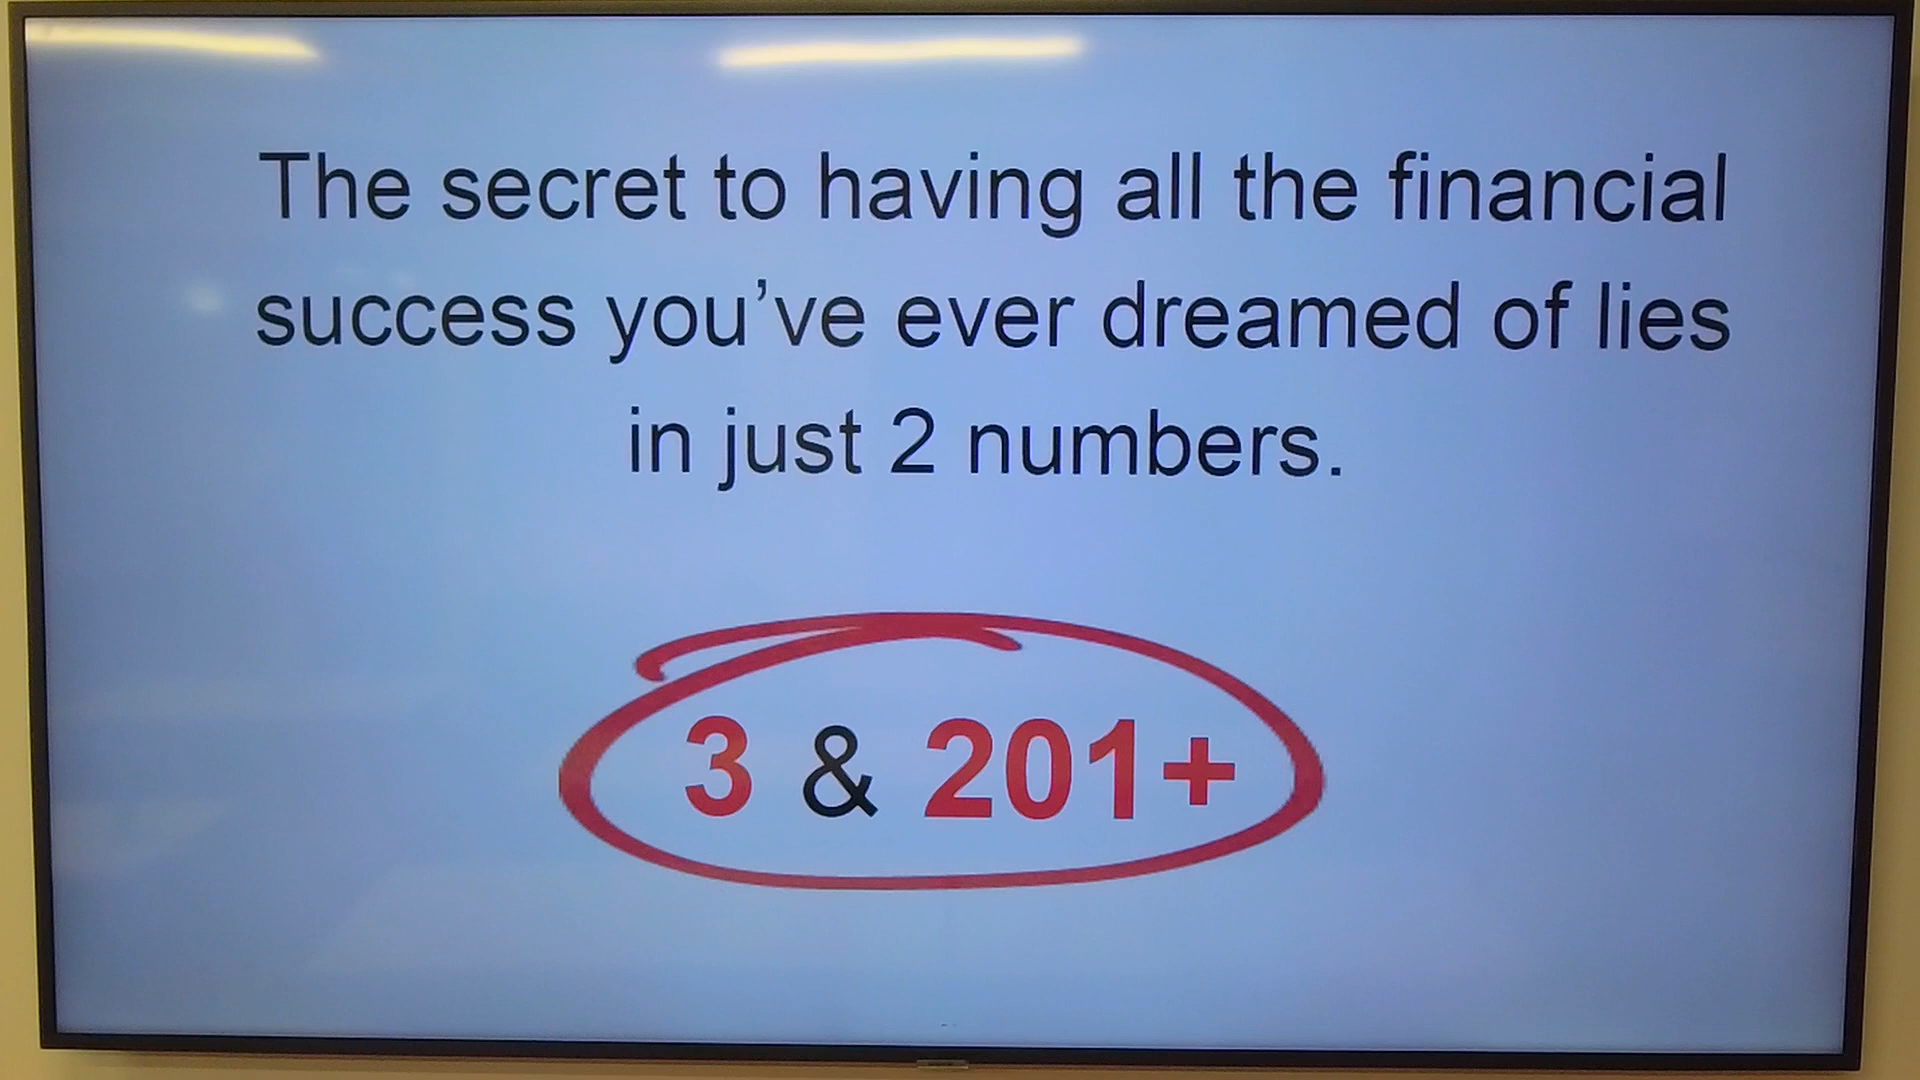 The secret to having all the financial
success you’ve ever dreamed of lies
in just 2 numbers.
3 & 201+